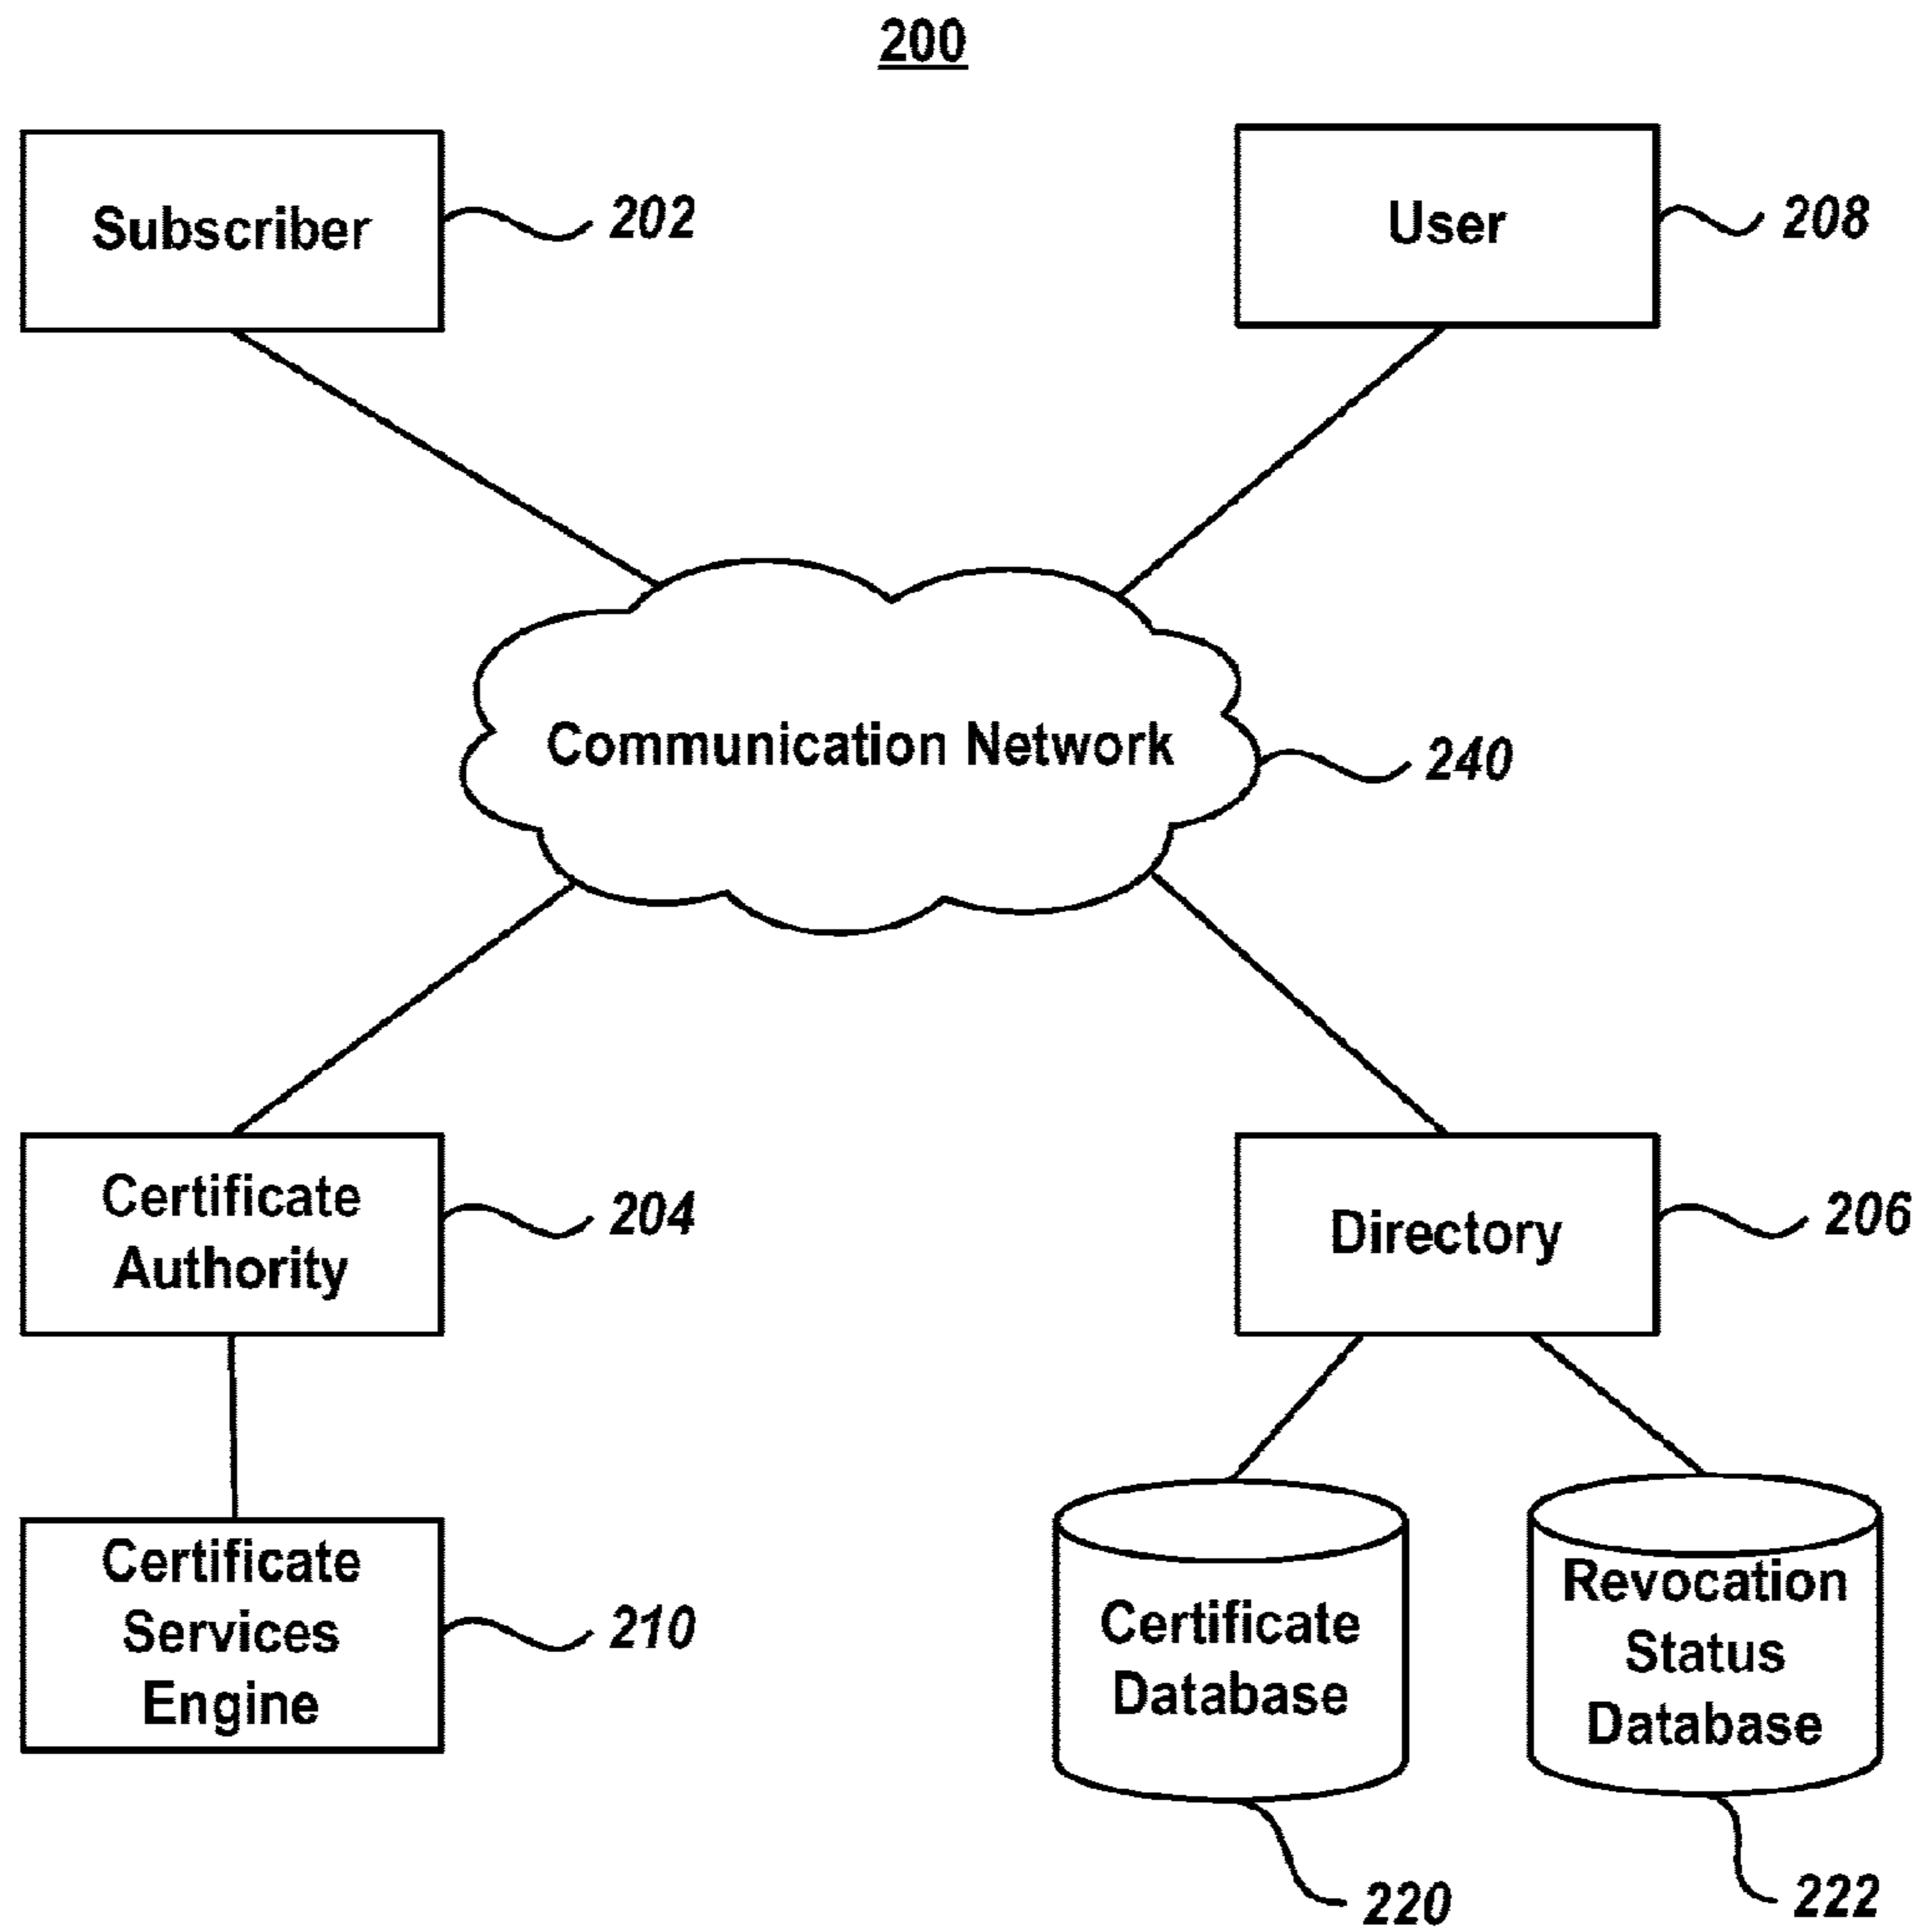 200
Subscriber
202
User
208
Communication Network
240
Certificate
Authority
204
Directory
206
Certificate
Services
Engine
210
Certificate
Database
Revocation
Status
Database
220
222